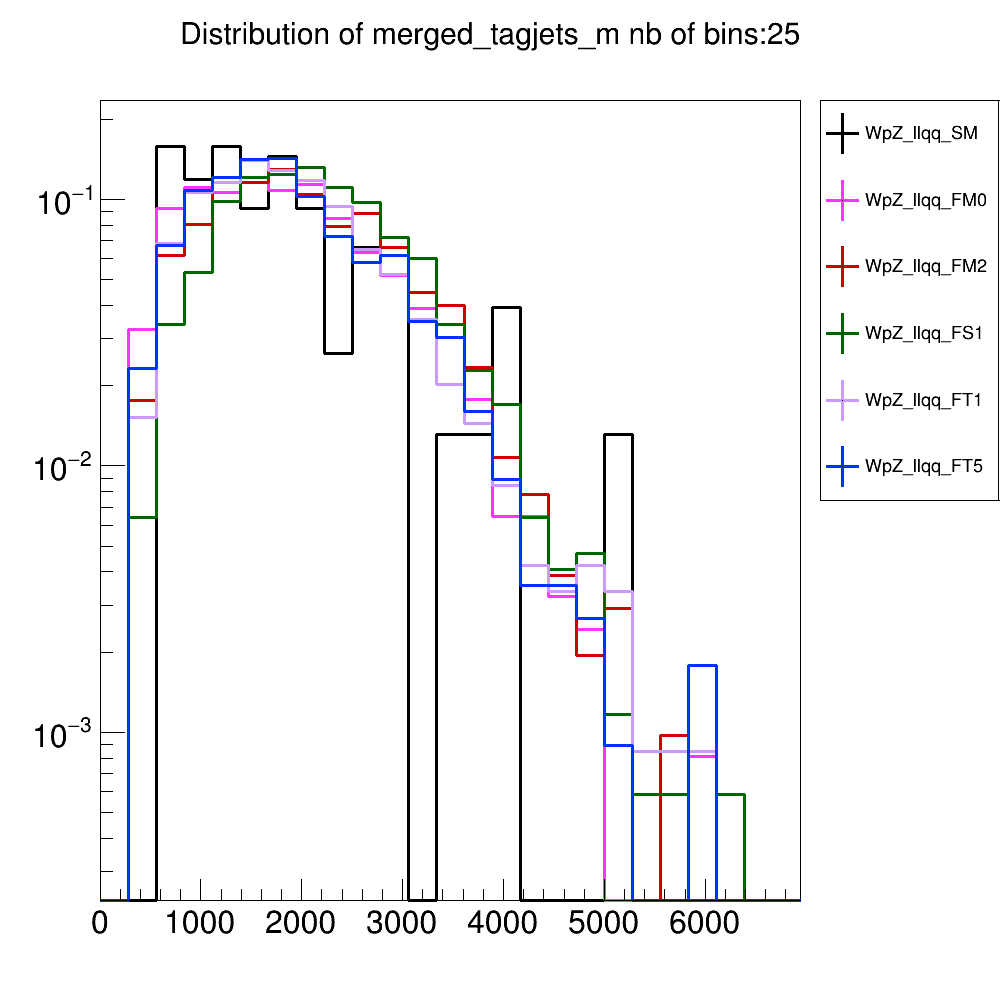 Distribution of merged_tagjets_m nb of bins:25
10⁻¹
10⁻²
10⁻³
0 1000 2000 3000 4000 5000 6000
WpZ_llqq_SM
WpZ_llqq_FM0
WpZ_llqq_FM2
WpZ_llqq_FS1
WpZ_llqq_FT1
WpZ_llqq_FT5